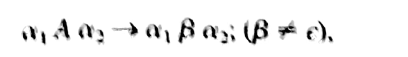 α₁ A α₂ → α₁ β α₂; (β ≠ ϵ).